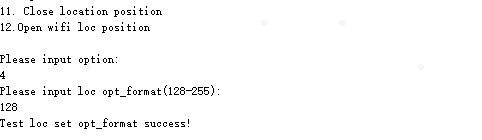 11. Close location position
12.Open wifi loc position
Please input option:
4
Please input loc opt_format(128-255):
128
Test loc set opt_format success!